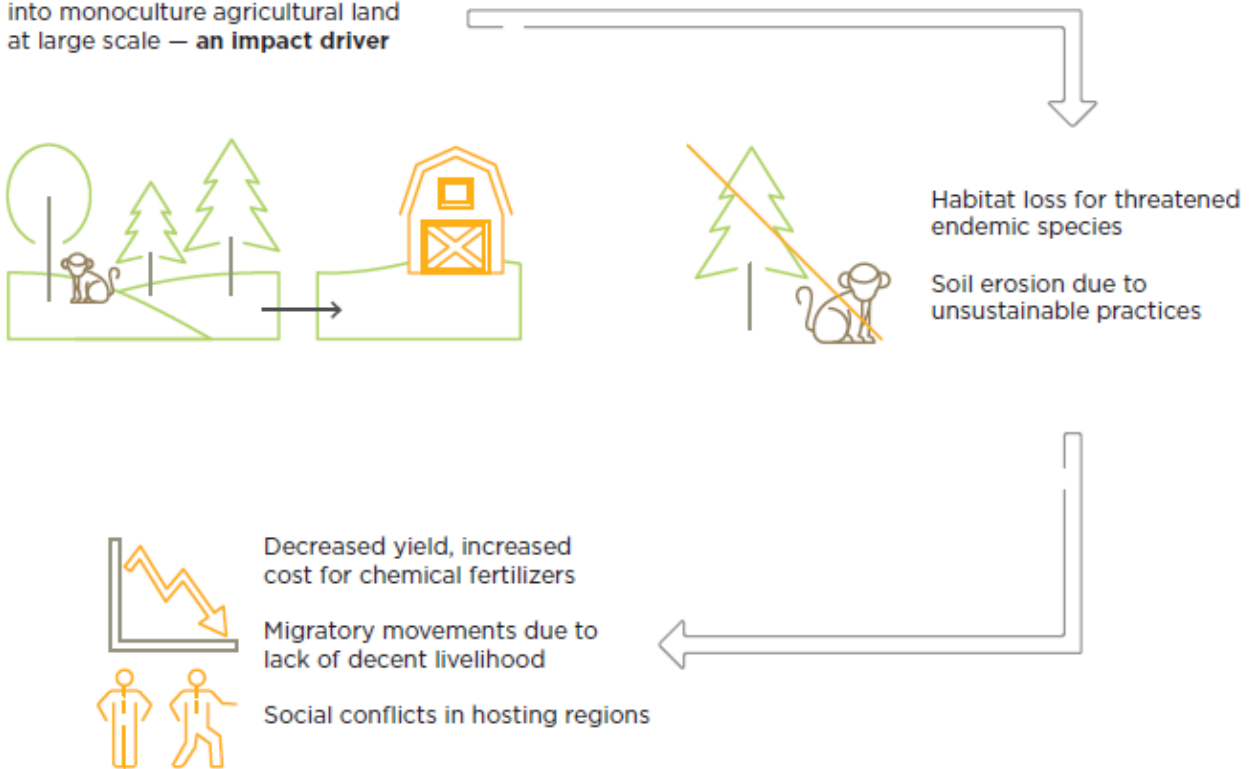 into monoculture agricultural land
at large scale — an impact driver
Habitat loss for threatened
endemic species
Soil erosion due to
unsustainable practices
Decreased yield, increased
cost for chemical fertilizers
Migratory movements due to
lack of decent livelihood
Social conflicts in hosting regions